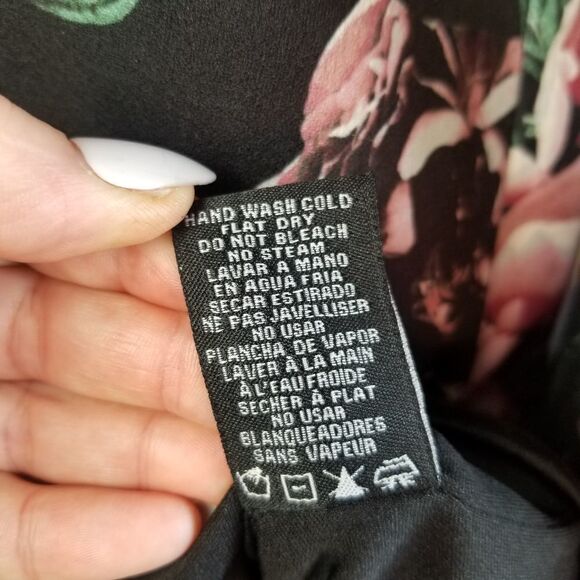 HAND WASH COLD
FLAT DRY
DO NOT BLEACH
NO STEAM
LAVAR A MANO
EN AGUA FRIA
SECAR ESTIRADO
NE PAS JAVELLISER
NO USAR
PLANCHA DE VAPOR
LAVER À LA MAIN
À L'EAU FROIDE
SECHER À PLAT
NO USAR
BLANQUEADORES
SANS VAPEUR